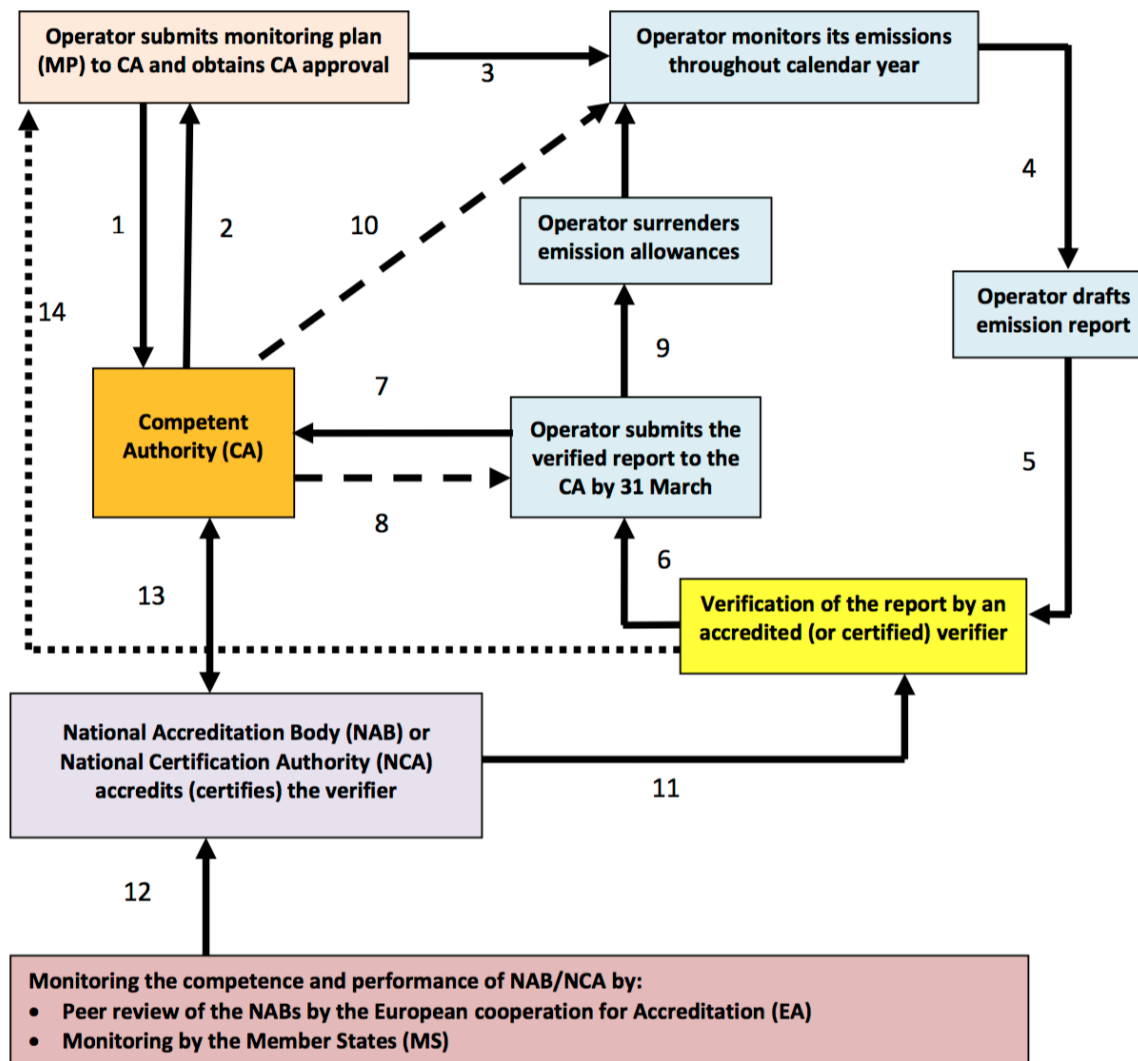 Operator submits monitoring plan
(MP) to CA and obtains CA approval
3
Operator monitors its emissions
throughout calendar year
4
1
2
10
Operator surrenders
emission allowances
14
Operator drafts
emission report
9
7
Competent
Authority (CA)
Operator submits the
verified report to the
CA by 31 March
5
8
6
13
Verification of the report by an
accredited (or certified) verifier
National Accreditation Body (NAB) or
National Certification Authority (NCA)
accredits (certifies) the verifier
11
12
Monitoring the competence and performance of NAB/NCA by:
• Peer review of the NABs by the European cooperation for Accreditation (EA)
• Monitoring by the Member States (MS)